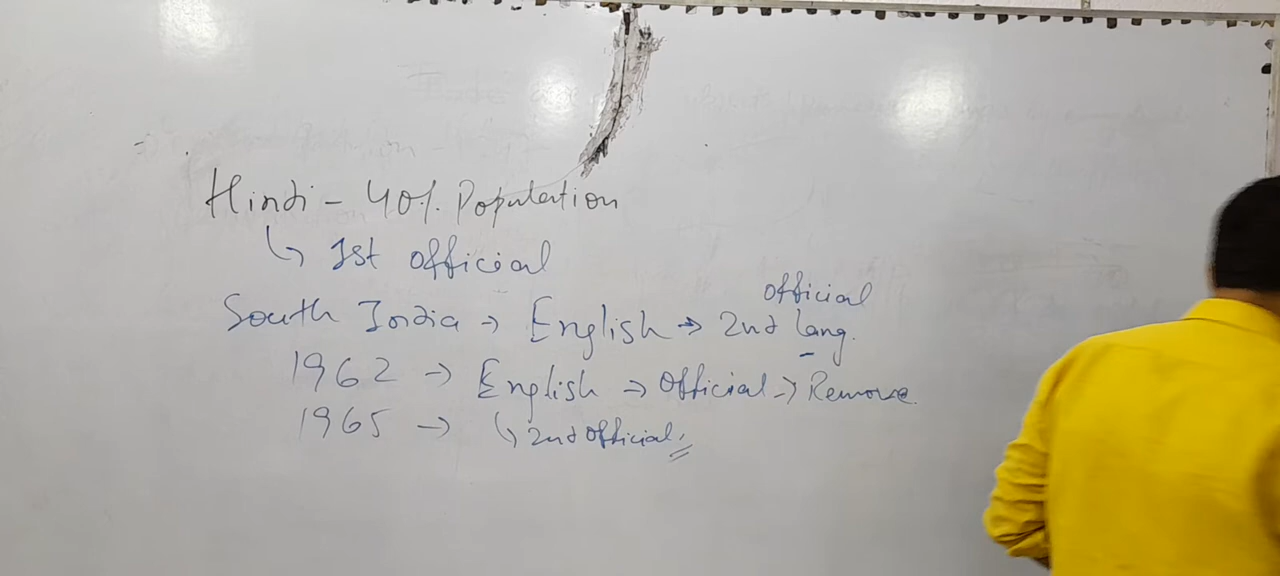 Hindi - 40% Population
↳ 1st official
South India → English → 2nd official lang.
1962 → English → Official → Remove.
1965 → ↳ 2nd official